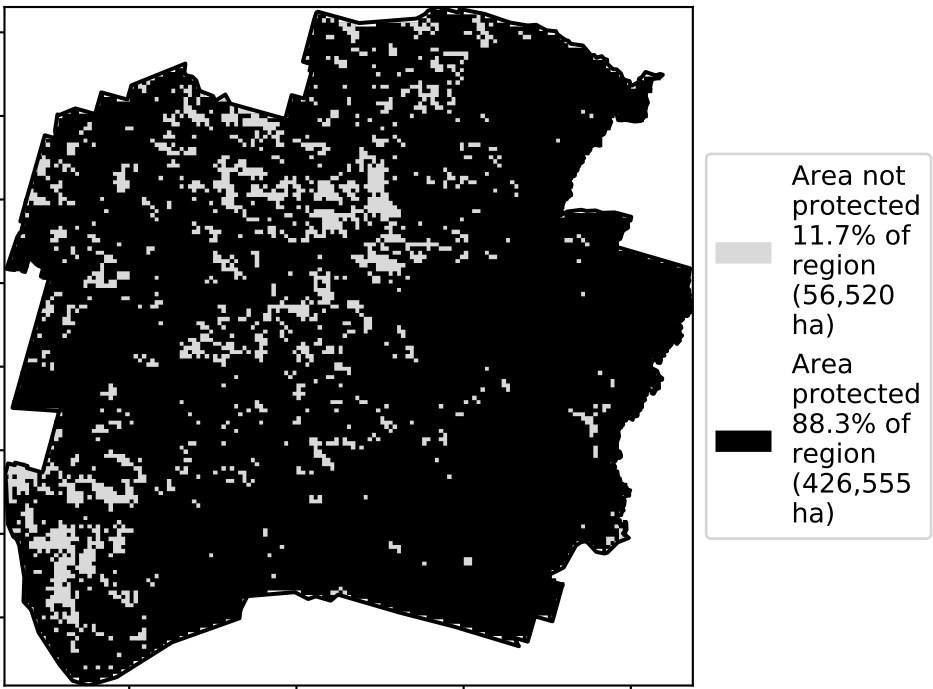 Area not
protected
11.7% of
region
(56,520
ha)
Area
protected
88.3% of
region
(426,555
ha)